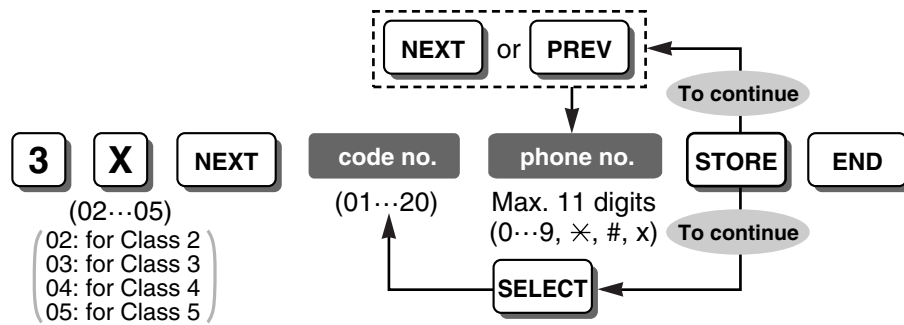 NEXT or PREV
To continue
3 X NEXT code no. phone no. STORE END
(02···05) (01···20) Max. 11 digits
(0···9, ✳, #, x)
To continue
02: for Class 2
03: for Class 3
04: for Class 4
05: for Class 5
SELECT